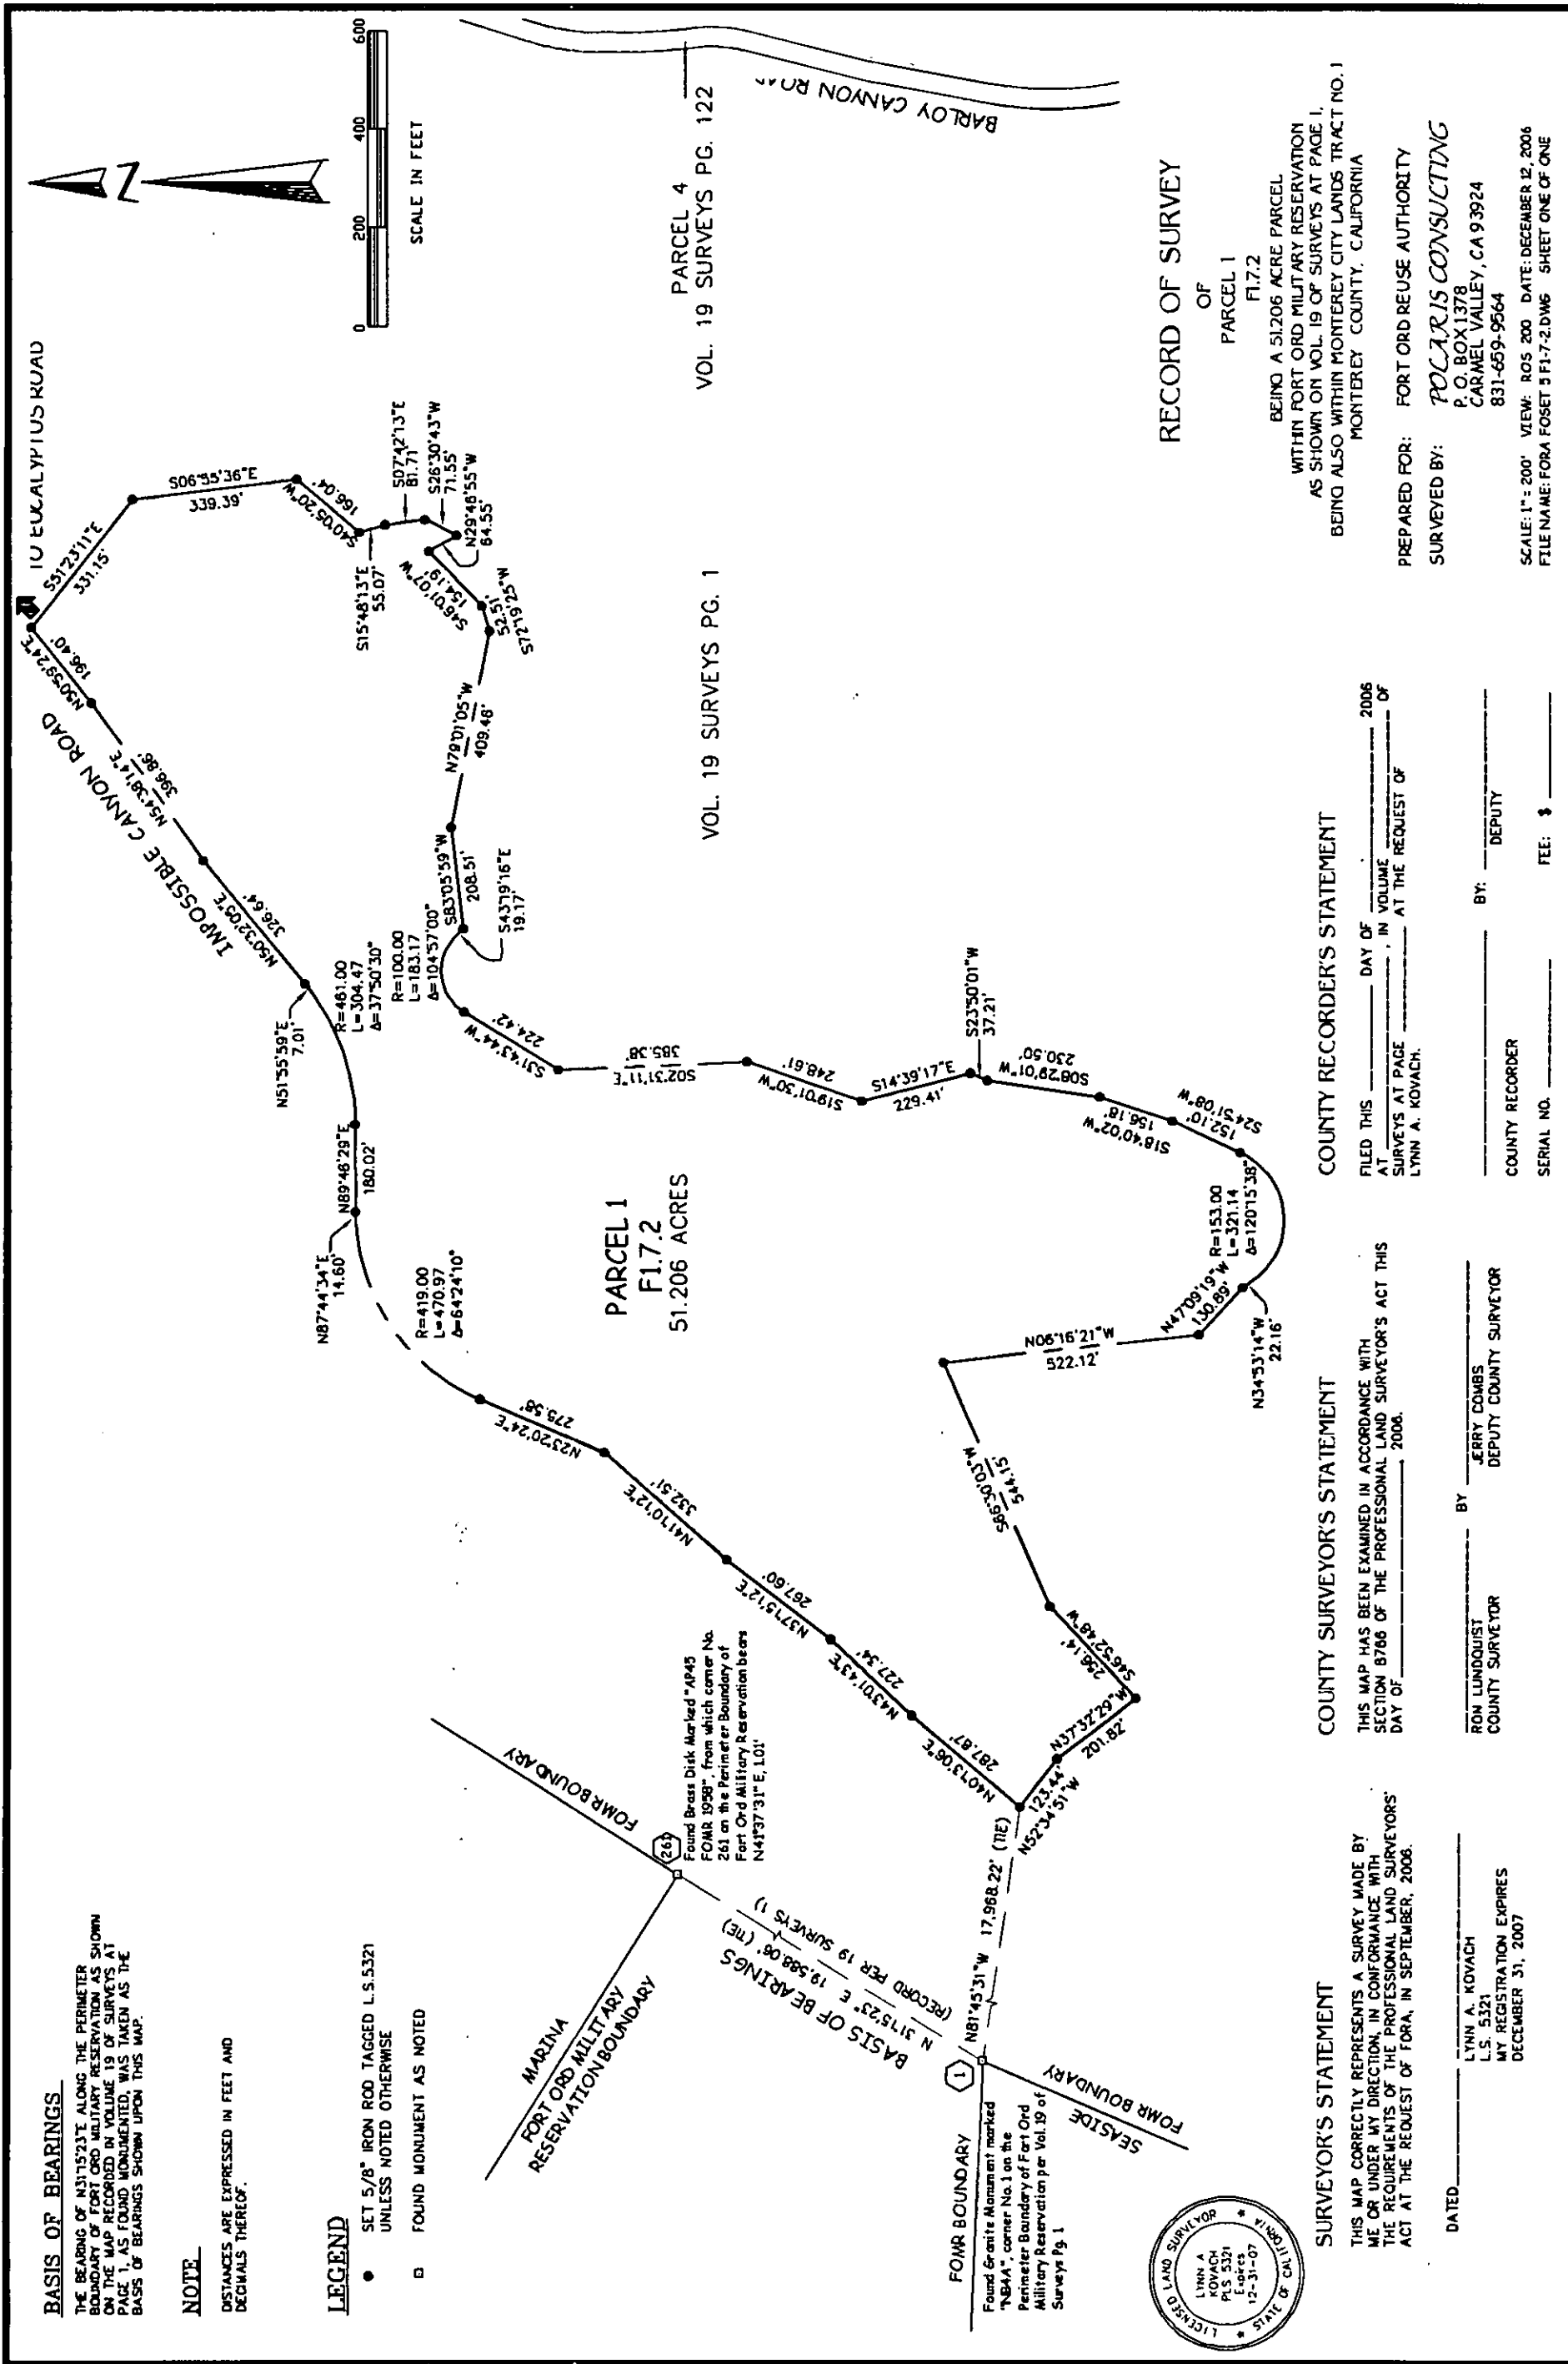 BASIS OF BEARINGS
THE BEARING OF N31°15'23"E ALONG THE PERIMETER
BOUNDARY OF FORT ORD MILITARY RESERVATION AS SHOWN
ON THE MAP RECORDED IN VOLUME 19 OF SURVEYS AT
PAGE 1, AS FOUND MONUMENTED, WAS TAKEN AS THE
BASIS OF BEARINGS SHOWN UPON THIS MAP.
NOTE
DISTANCES ARE EXPRESSED IN FEET AND
DECIMALS THEREOF.
LEGEND
SET 5/8" IRON ROD TAGGED L.S.5321
UNLESS NOTED OTHERWISE
FOUND MONUMENT AS NOTED
MARINA
FORT ORD MILITARY
RESERVATION BOUNDARY
FOMR BOUNDARY
261
Found Brass Disk Marked "AP45
FOMR 1958", from which corner No.
261 on the Perimeter Boundary of
Fort Ord Military Reservation bears
N41°37'31"E, 1.01'
N 31°15'23" E 19,588.06' (TIE)
(RECORD PER 19 SURVEYS 1)
BASIS OF BEARINGS
1
FOMR BOUNDARY
Found Granite Monument marked
"NB4A", corner No. 1 on the
Perimeter Boundary of Fort Ord
Military Reservation per Vol. 19 of
Surveys Pg. 1
SEASIDE
FOMR BOUNDARY
N81°45'31"W 17,968.22' (TIE)
N52°34'51"W
123.44'
N37°32'29"W
201.82'
S46°52'48"W
256.14'
S66°30'03"W
544.15'
N06°16'21"W
522.12'
N47°09'19"W
130.89'
N34°53'14"W
22.16'
R=153.00
L=321.14
Δ=120°15'38"
S24°51'08"W
152.10'
S18°40'02"W
156.18'
S08°29'01"W
230.50'
S23°50'01"W
37.21'
S14°39'17"E
229.41'
S19°01'30"W
248.61'
S02°31'11"E
385.38'
S31°43'44"W
224.42'
R=100.00
L=183.17
Δ=104°57'00"
S43°19'16"E
19.17'
S83°05'59"W
208.51'
N79°01'05"W
409.46'
S72°19'25"W
52.51'
S46°01'07"W
154.19'
N29°46'55"W
64.55'
S26°30'43"W
71.55'
S07°42'13"E
81.71'
S15°48'13"E
55.07'
S40°05'20"W
166.04'
S06°55'36"E
339.39'
S51°23'11"E
331.15'
TO EUCALYPTUS ROAD
N50°59'24"E
196.40'
IMPOSSIBLE CANYON ROAD
N54°38'14"E
396.86'
N50°32'05"E
326.64'
N51°55'59"E
7.01'
R=461.00
L=304.47
Δ=37°50'30"
N89°46'29"E
180.02'
N87°44'34"E
14.60'
R=419.00
L=470.97
Δ=64°24'10"
N23°20'24"E
275.58'
N41°10'12"E
332.51'
N37°15'12"E
267.60'
N43°01'43"E
227.34'
N40°13'06"E
287.87'
PARCEL 1
F1.7.2
51.206 ACRES
VOL. 19 SURVEYS PG. 1
PARCEL 4
VOL. 19 SURVEYS PG. 122
BARLOY CANYON ROAD
N
0 200 400 600
SCALE IN FEET
RECORD OF SURVEY
OF
PARCEL 1
F1.7.2
BEING A 51.206 ACRE PARCEL
WITHIN FORT ORD MILITARY RESERVATION
AS SHOWN ON VOL. 19 OF SURVEYS AT PAGE 1,
BEING ALSO WITHIN MONTEREY CITY LANDS TRACT NO. 1
MONTEREY COUNTY, CALIFORNIA
PREPARED FOR: FORT ORD REUSE AUTHORITY
SURVEYED BY: POLARIS CONSULTING
P. O. BOX 1378
CARMEL VALLEY, CA 93924
831-659-9564
SCALE: 1" = 200' VIEW: ROS 200 DATE: DECEMBER 12, 2006
FILE NAME: FORA FOSET 5 F1-7-2.DWG SHEET ONE OF ONE
SURVEYOR'S STATEMENT
THIS MAP CORRECTLY REPRESENTS A SURVEY MADE BY
ME OR UNDER MY DIRECTION, IN CONFORMANCE WITH
THE REQUIREMENTS OF THE PROFESSIONAL LAND SURVEYORS'
ACT AT THE REQUEST OF FORA, IN SEPTEMBER, 2006.
DATED
LYNN A. KOVACH
L.S. 5321
MY REGISTRATION EXPIRES
DECEMBER 31, 2007
LICENSED LAND SURVEYOR
LYNN A
KOVACH
PLS 5321
Expires
12-31-07
STATE OF CALIFORNIA
COUNTY SURVEYOR'S STATEMENT
THIS MAP HAS BEEN EXAMINED IN ACCORDANCE WITH
SECTION 8766 OF THE PROFESSIONAL LAND SURVEYOR'S ACT THIS
DAY OF 2006.
BY
RON LUNDQUIST
COUNTY SURVEYOR
JERRY COMBS
DEPUTY COUNTY SURVEYOR
COUNTY RECORDER'S STATEMENT
FILED THIS DAY OF 2006
AT , IN VOLUME OF
SURVEYS AT PAGE AT THE REQUEST OF
LYNN A. KOVACH.
BY:
COUNTY RECORDER
DEPUTY
SERIAL NO. FEE: $